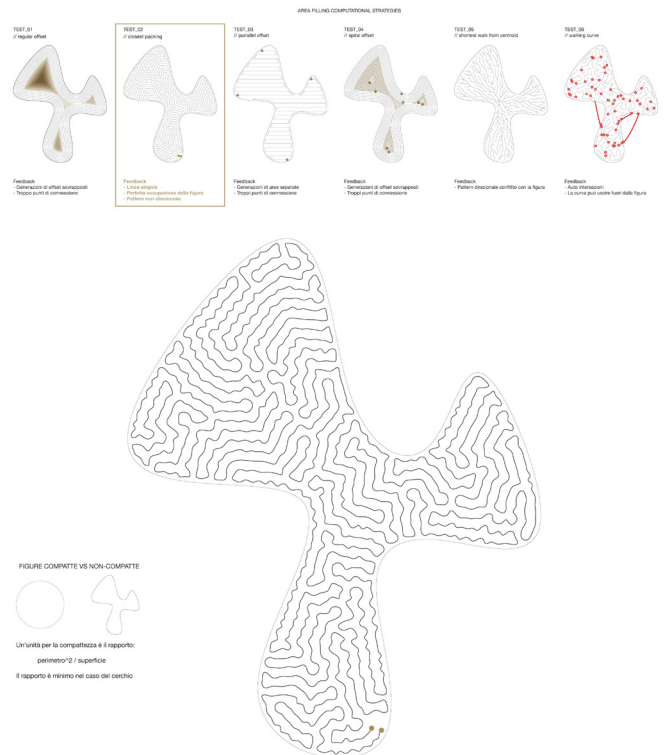 AREA FILLING COMPUTATIONAL STRATEGIES
TEST_01
// regular offset
TEST_02
// closest packing
TEST_03
// parrallel offset
TEST_04
// spiral offset
TEST_05
// shortest walk from centroid
TEST_06
// walking curve
Feedback
- Generazioni di offset sovrapposti
- Troppo punti di connessione
Feedback
- Linea singola
- Perfetta occupazione della figura
- Pattern non-direzionale
Feedback
- Generazioni di aree separate
- Troppi punti di connessione
Feedback
- Generazioni di offset sovrapposti
- Troppi punti di connessione
Feedback
- Pattern direzionale conflitto con la figura
Feedback
- Auto intersezioni
- La curva può uscire fuori dalla figura
FIGURE COMPATTE VS NON-COMPATTE
Un'unità per la compattezza è il rapporto:
perimetro^2 / superficie
Il rapporto è minimo nel caso del cerchio